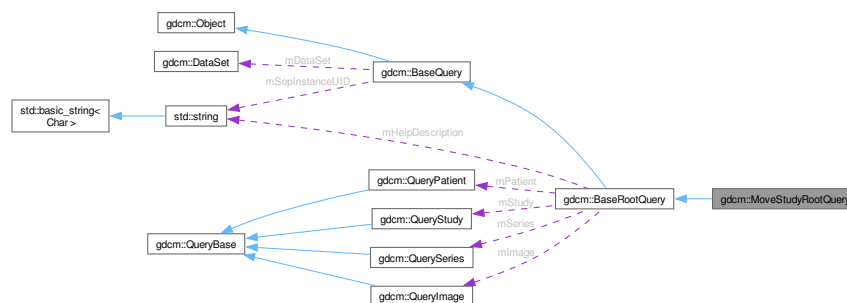 gdcm::Object
gdcm::DataSet
mDataSet
gdcm::BaseQuery
mSopInstanceUID
std::basic_string<
Char >
std::string
mHelpDescription
gdcm::QueryPatient
mPatient
gdcm::BaseRootQuery
gdcm::MoveStudyRootQuery
mStudy
gdcm::QueryStudy
mSeries
gdcm::QueryBase
gdcm::QuerySeries
mImage
gdcm::QueryImage